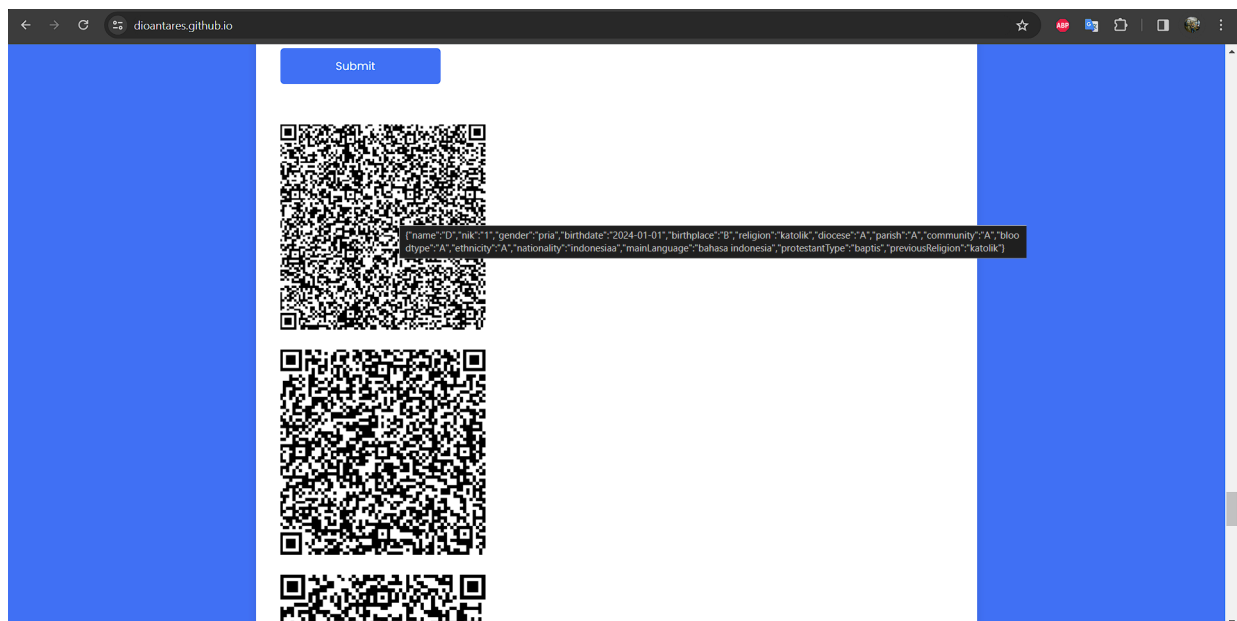 dioantares.github.io
ABP
Submit
{"name":"D","nik":"1","gender":"pria","birthdate":"2024-01-01","birthplace":"B","religion":"katolik","diocese":"A","parish":"A","community":"A","bloo
dtype":"A","ethnicity":"A","nationality":"indonesiaa","mainLanguage":"bahasa indonesia","protestantType":"baptis","previousReligion":"katolik"}